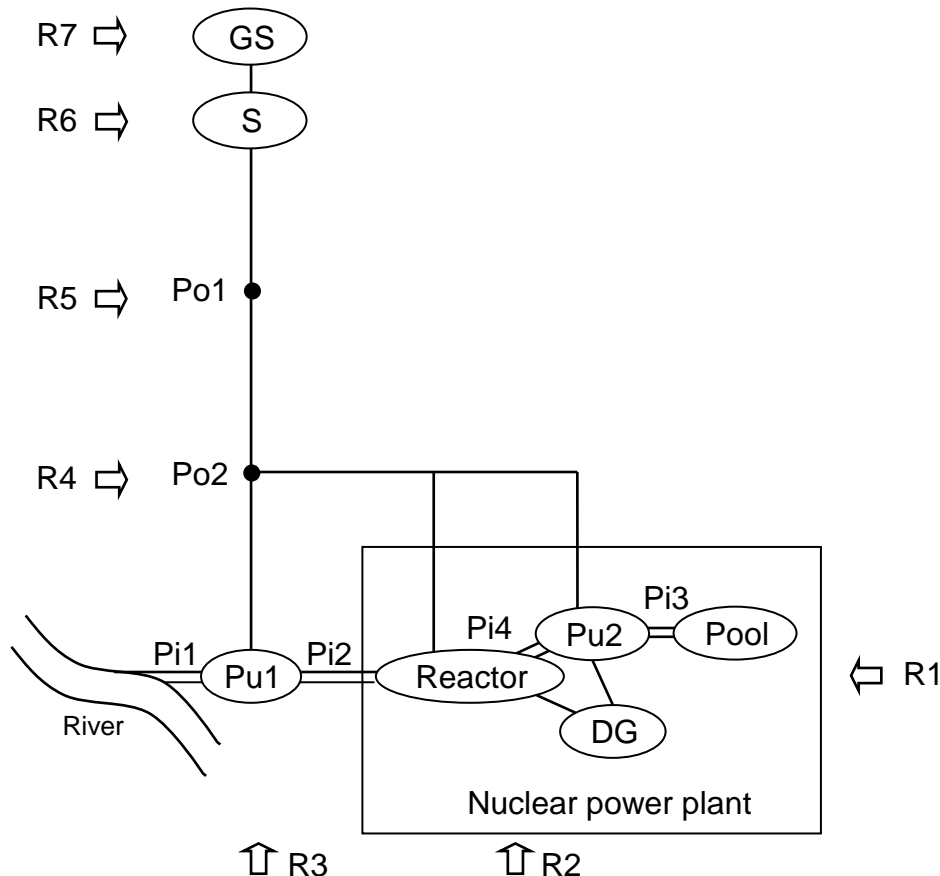 R7
GS
R6
S
R5
Po1
R4
Po2
Pi3
Pi4
Pu2
Pool
Pi1
Pi2
Pu1
Reactor
R1
River
DG
Nuclear power plant
R3
R2